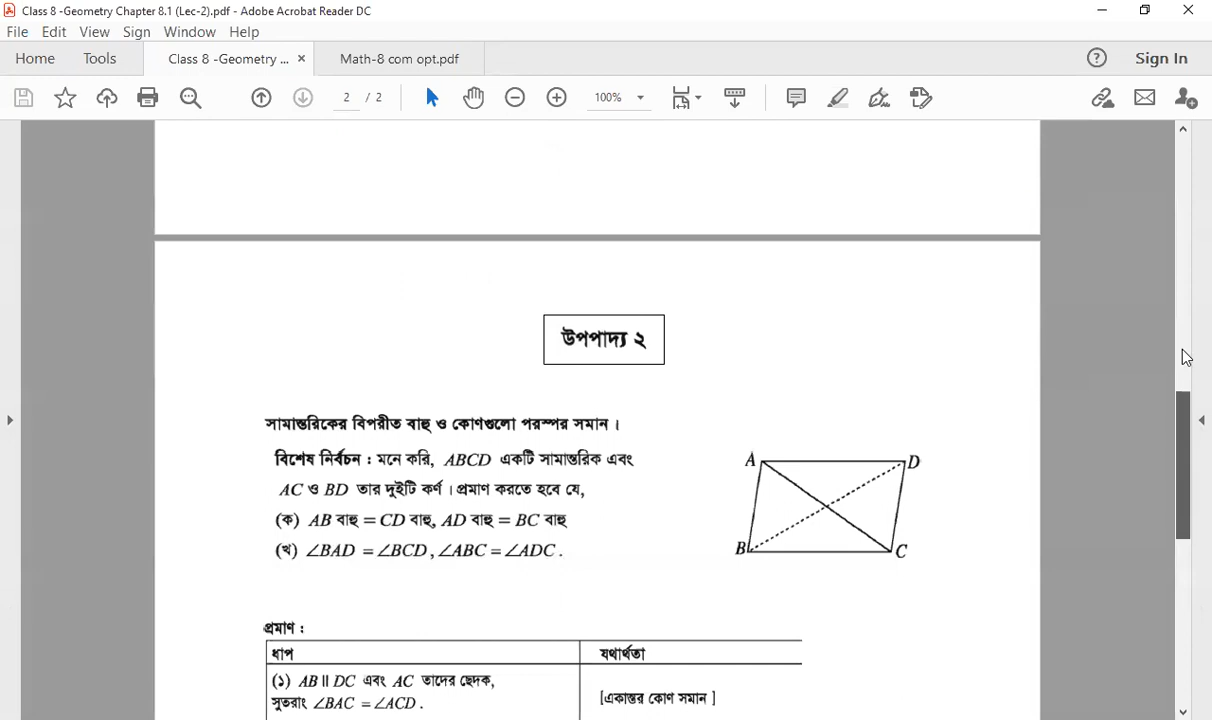 Class 8 -Geometry Chapter 8.1 (Lec-2).pdf - Adobe Acrobat Reader DC
File Edit View Sign Window Help
Home Tools Class 8 -Geometry ... × Math-8 com opt.pdf ? Sign In
2 / 2 100%
উপপাদ্য ২
সামান্তরিকের বিপরীত বাহু ও কোণগুলো পরস্পর সমান।
বিশেষ নির্বচন : মনে করি, ABCD একটি সামান্তরিক এবং
AC ও BD তার দুইটি কর্ণ। প্রমাণ করতে হবে যে,
(ক) AB বাহু = CD বাহু, AD বাহু = BC বাহু
(খ) ∠BAD = ∠BCD, ∠ABC = ∠ADC.
A D
B C
প্রমাণ :
ধাপ যথার্থতা
(১) AB || DC এবং AC তাদের ছেদক,
সুতরাং ∠BAC = ∠ACD.
[একান্তর কোণ সমান ]